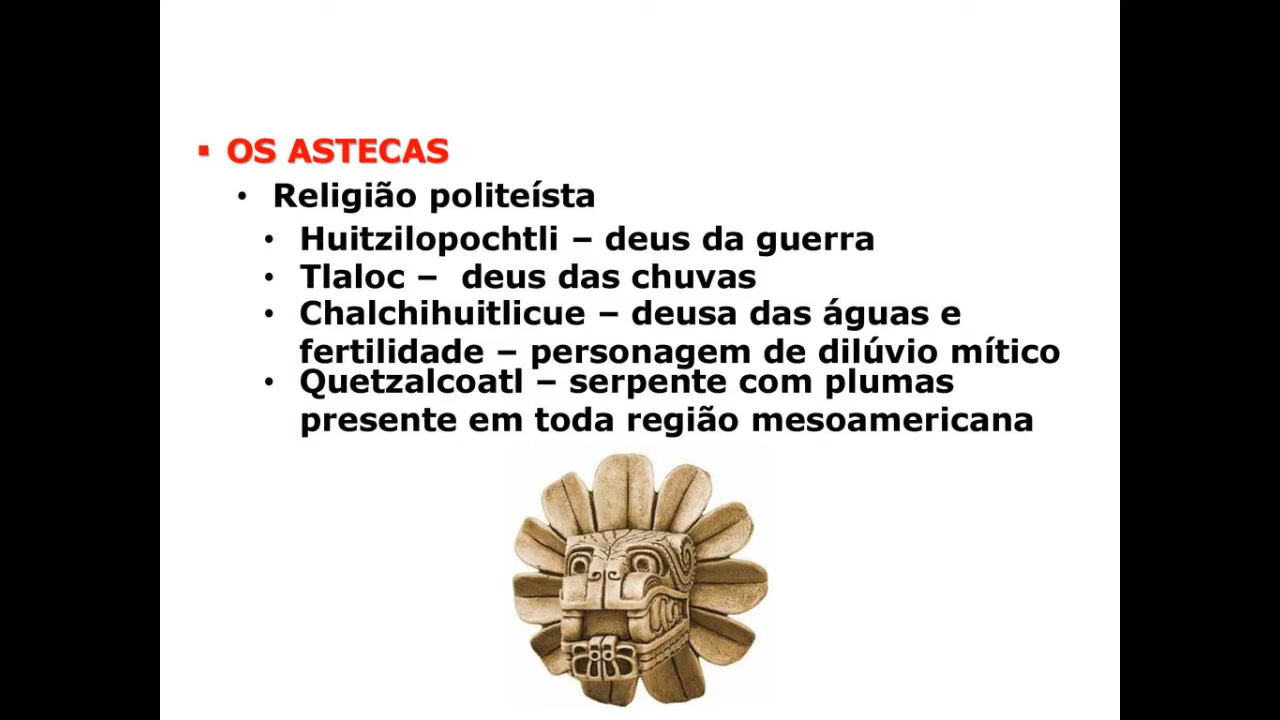 ▪ OS ASTECAS
• Religião politeísta
• Huitzilopochtli – deus da guerra
• Tlaloc –  deus das chuvas
• Chalchihuitlicue – deusa das águas e
fertilidade – personagem de dilúvio mítico
• Quetzalcoatl – serpente com plumas
presente em toda região mesoamericana